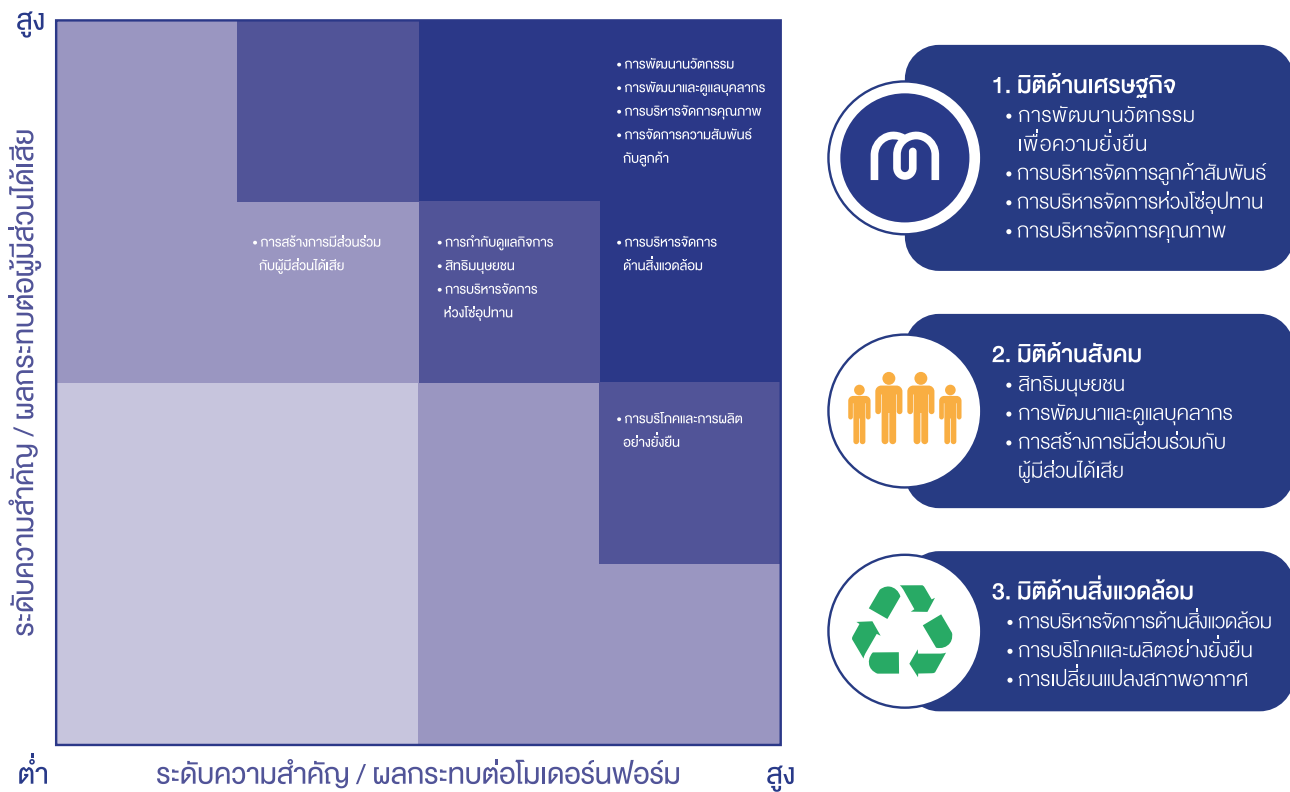 สูง
ระดับความสำคัญ / ผลกระทบต่อผู้มีส่วนได้เสีย
• การพัฒนานวัตกรรม
• การพัฒนาและดูแลบุคลากร
• การบริหารจัดการคุณภาพ
• การจัดการความสัมพันธ์
กับลูกค้า
• การสร้างการมีส่วนร่วม
กับผู้มีส่วนได้เสีย
• การกำกับดูแลกิจการ
• สิทธิมนุษยชน
• การบริหารจัดการ
ห่วงโซ่อุปทาน
• การบริหารจัดการ
ด้านสิ่งแวดล้อม
• การบริโภคและการผลิต
อย่างยั่งยืน
ต่ำ
ระดับความสำคัญ / ผลกระทบต่อโมเดอร์นฟอร์ม
สูง
1. มิติด้านเศรษฐกิจ
• การพัฒนานวัตกรรม
เพื่อความยั่งยืน
• การบริหารจัดการลูกค้าสัมพันธ์
• การบริหารจัดการห่วงโซ่อุปทาน
• การบริหารจัดการคุณภาพ
2. มิติด้านสังคม
• สิทธิมนุษยชน
• การพัฒนาและดูแลบุคลากร
• การสร้างการมีส่วนร่วมกับ
ผู้มีส่วนได้เสีย
3. มิติด้านสิ่งแวดล้อม
• การบริหารจัดการด้านสิ่งแวดล้อม
• การบริโภคและผลิตอย่างยั่งยืน
• การเปลี่ยนแปลงสภาพอากาศ